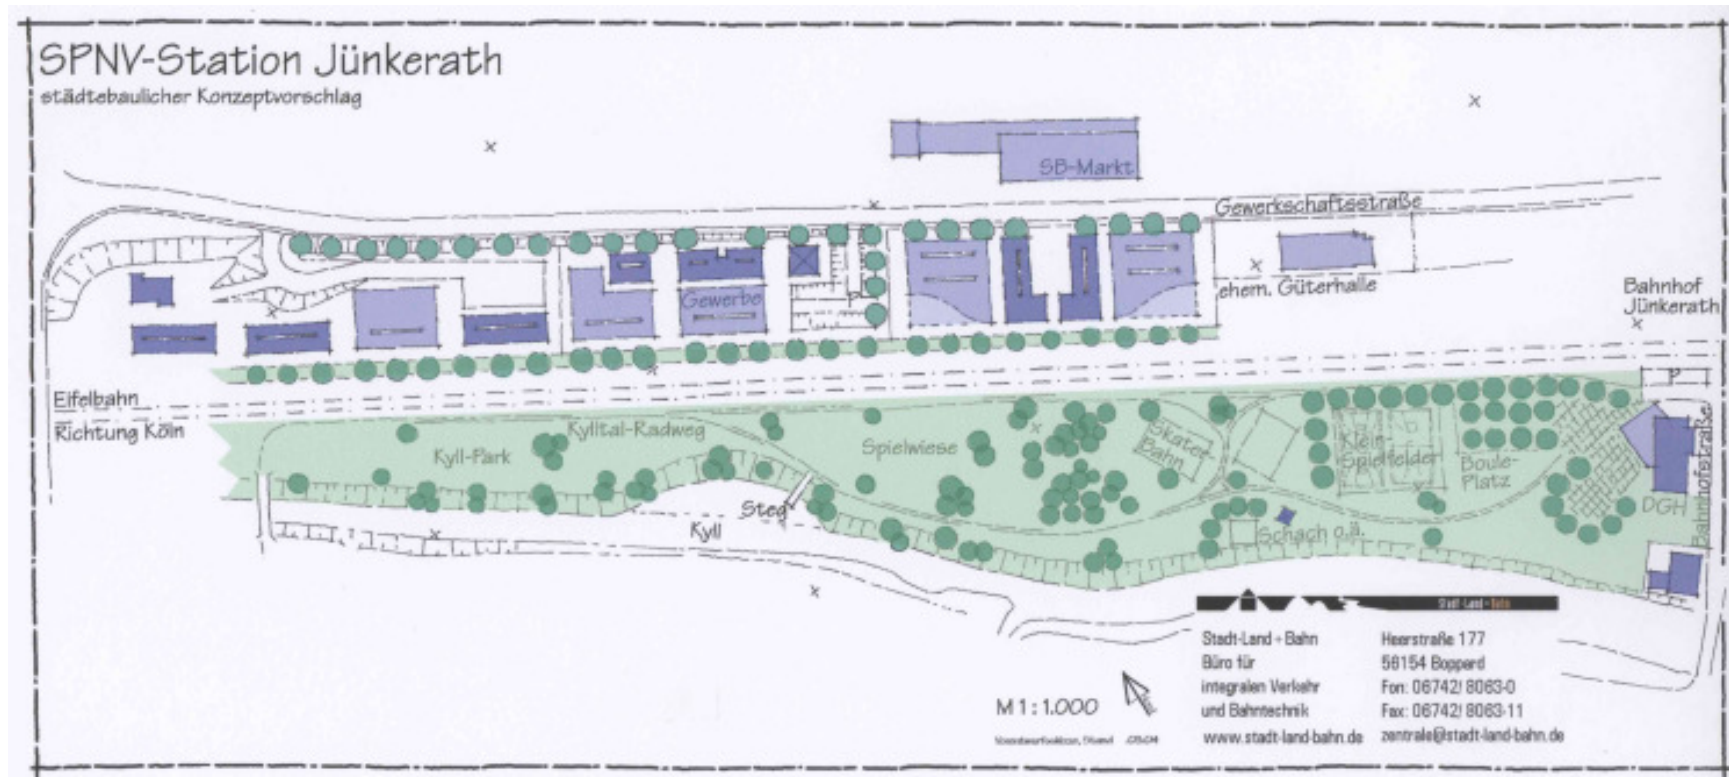 SPNV-Station Jünkerath
städtebaulicher Konzeptvorschlag
SB-Markt
Gewerkschaftsstraße
ehem. Güterhalle
Bahnhof
Jünkerath
Gewerbe
P
P
Eifelbahn
Richtung Köln
Kylltal-Radweg
Kyll-Park
Spielwiese
Skater-
Bahn
Klein-
Spielfelder
Boule-
Platz
Bahnhofstraße
DGH
Steg
Kyll
Schach o.ä.
Stadt-Land+Bahn
Stadt-Land+Bahn
Büro für
integralen Verkehr
und Bahntechnik
www.stadt-land-bahn.de
Heerstraße 177
56154 Boppard
Fon: 06742/ 8063-0
Fax: 06742/ 8063-11
zentrale@stadt-land-bahn.de
M 1 : 1.000